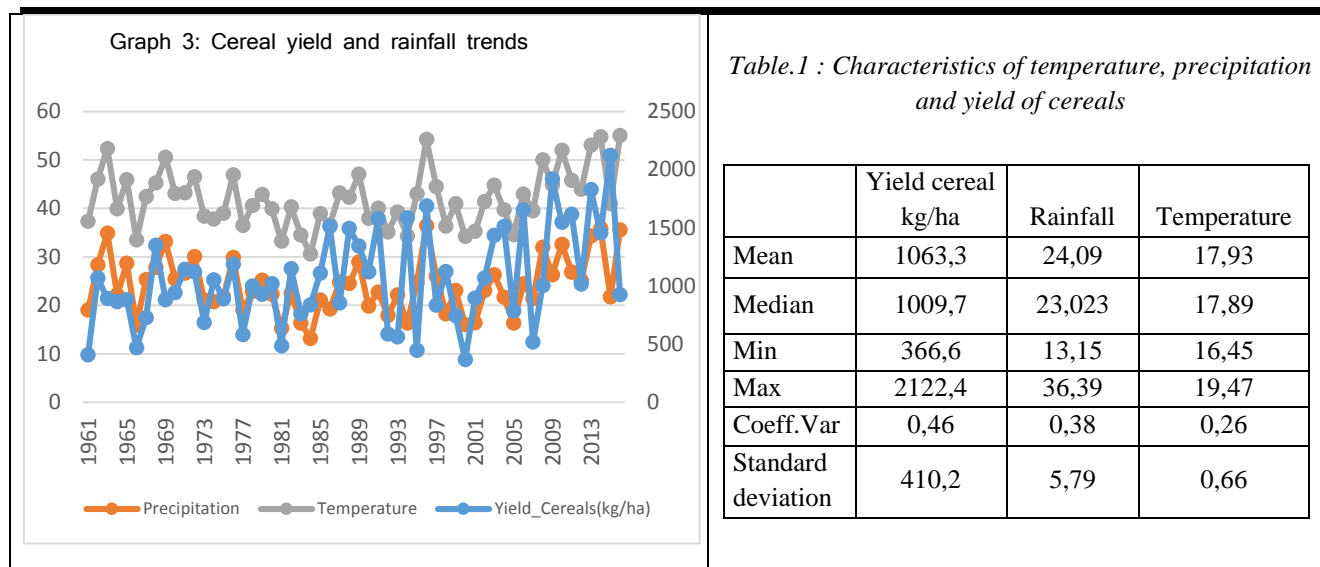 Graph 3: Cereal yield and rainfall trends
60
50
40
30
20
10
0
2500
2000
1500
1000
500
0
1961
1965
1969
1973
1977
1981
1985
1989
1993
1997
2001
2005
2009
2013
Precipitation Temperature Yield_Cereals(kg/ha)
Table.1 : Characteristics of temperature, precipitation
and yield of cereals
Yield cereal
kg/ha Rainfall Temperature
Mean 1063,3 24,09 17,93
Median 1009,7 23,023 17,89
Min 366,6 13,15 16,45
Max 2122,4 36,39 19,47
Coeff.Var 0,46 0,38 0,26
Standard
deviation 410,2 5,79 0,66